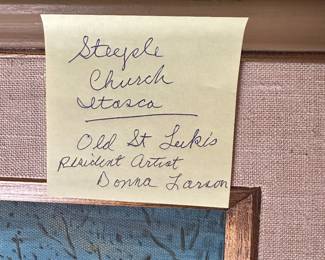 Steeple
Church
Itasca
Old St Luke's
Resident Artist
Donna Larson